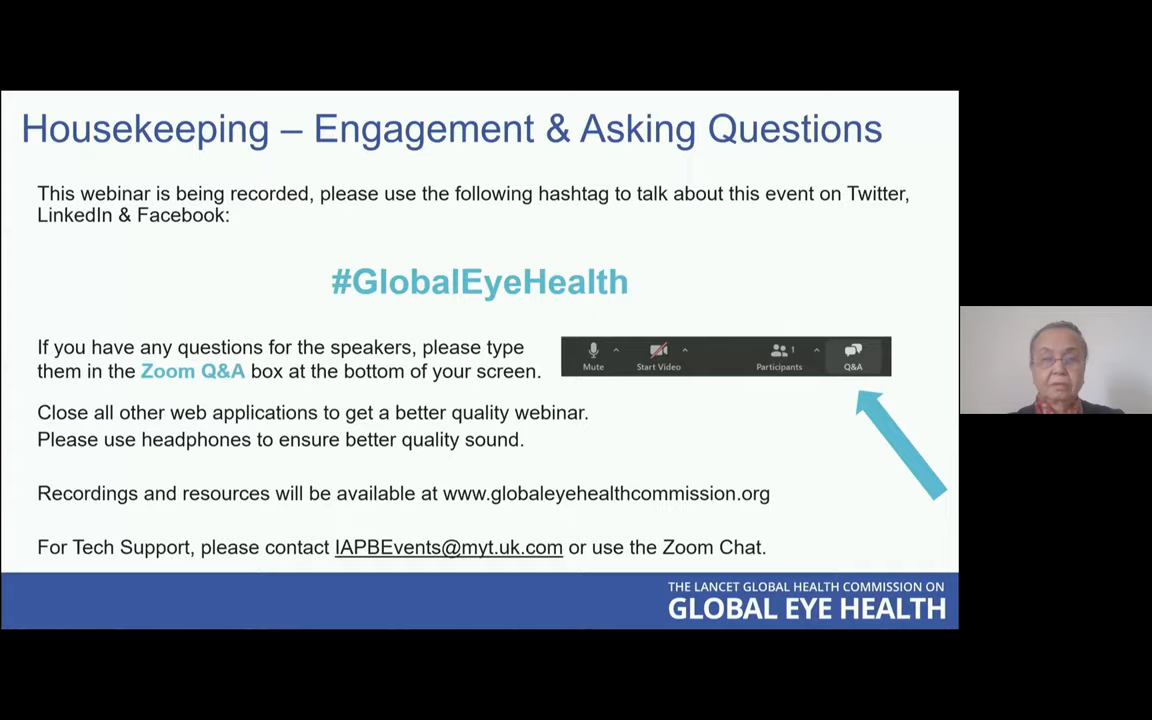 Housekeeping – Engagement & Asking Questions
This webinar is being recorded, please use the following hashtag to talk about this event on Twitter,
LinkedIn & Facebook:
#GlobalEyeHealth
If you have any questions for the speakers, please type
them in the Zoom Q&A box at the bottom of your screen.
Mute
Start Video
1
Participants
Q&A
Close all other web applications to get a better quality webinar.
Please use headphones to ensure better quality sound.
Recordings and resources will be available at www.globaleyehealthcommission.org
For Tech Support, please contact IAPBEvents@myt.uk.com or use the Zoom Chat.
THE LANCET GLOBAL HEALTH COMMISSION ON
GLOBAL EYE HEALTH